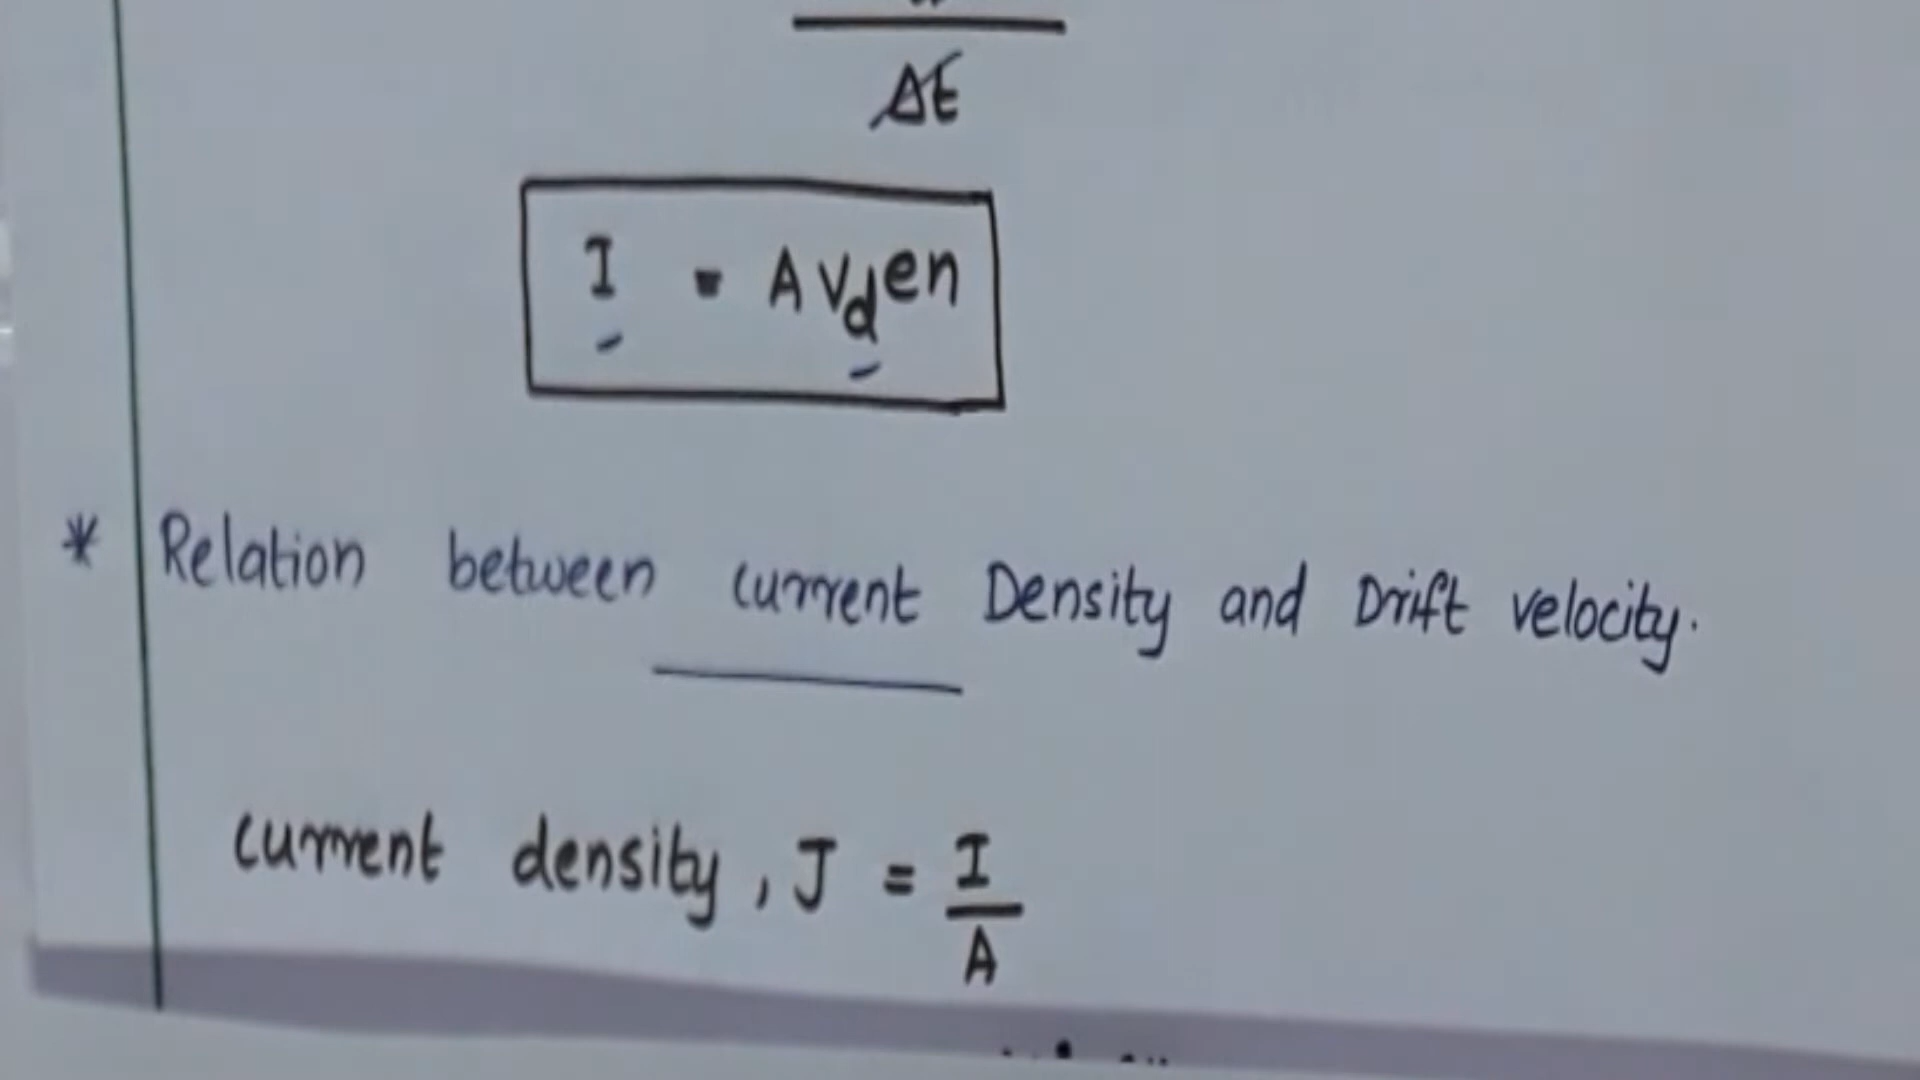 Δt
I = AVden
* Relation between current Density and Drift velocity.
current density, J = I
A